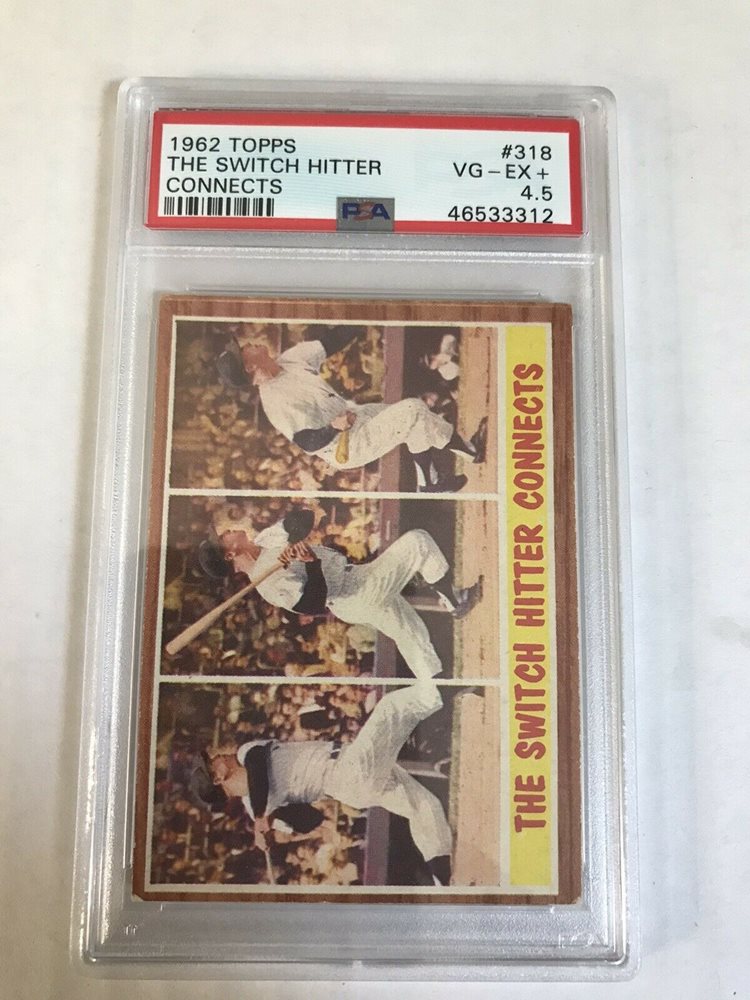 1962 TOPPS
THE SWITCH HITTER
CONNECTS
#318
VG-EX+
4.5
46533312
PSA
THE SWITCH HITTER CONNECTS